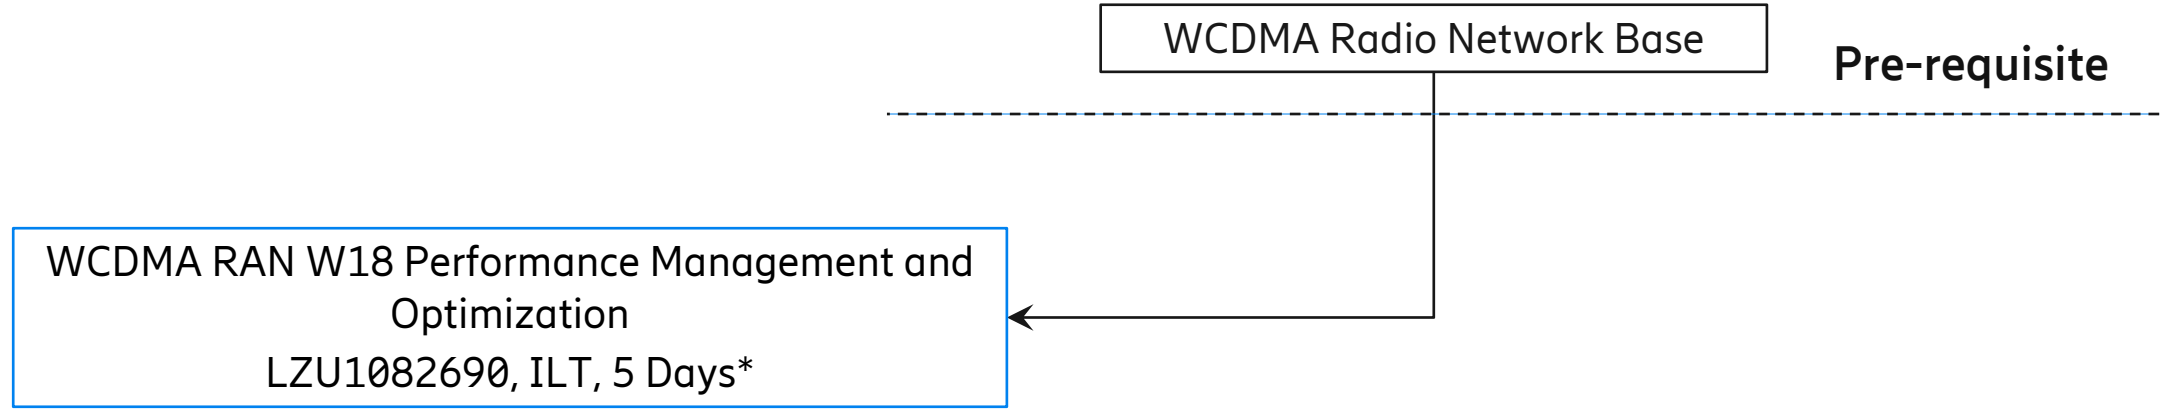 WCDMA Radio Network Base
Pre-requisite
WCDMA RAN W18 Performance Management and
Optimization
LZU1082690, ILT, 5 Days*